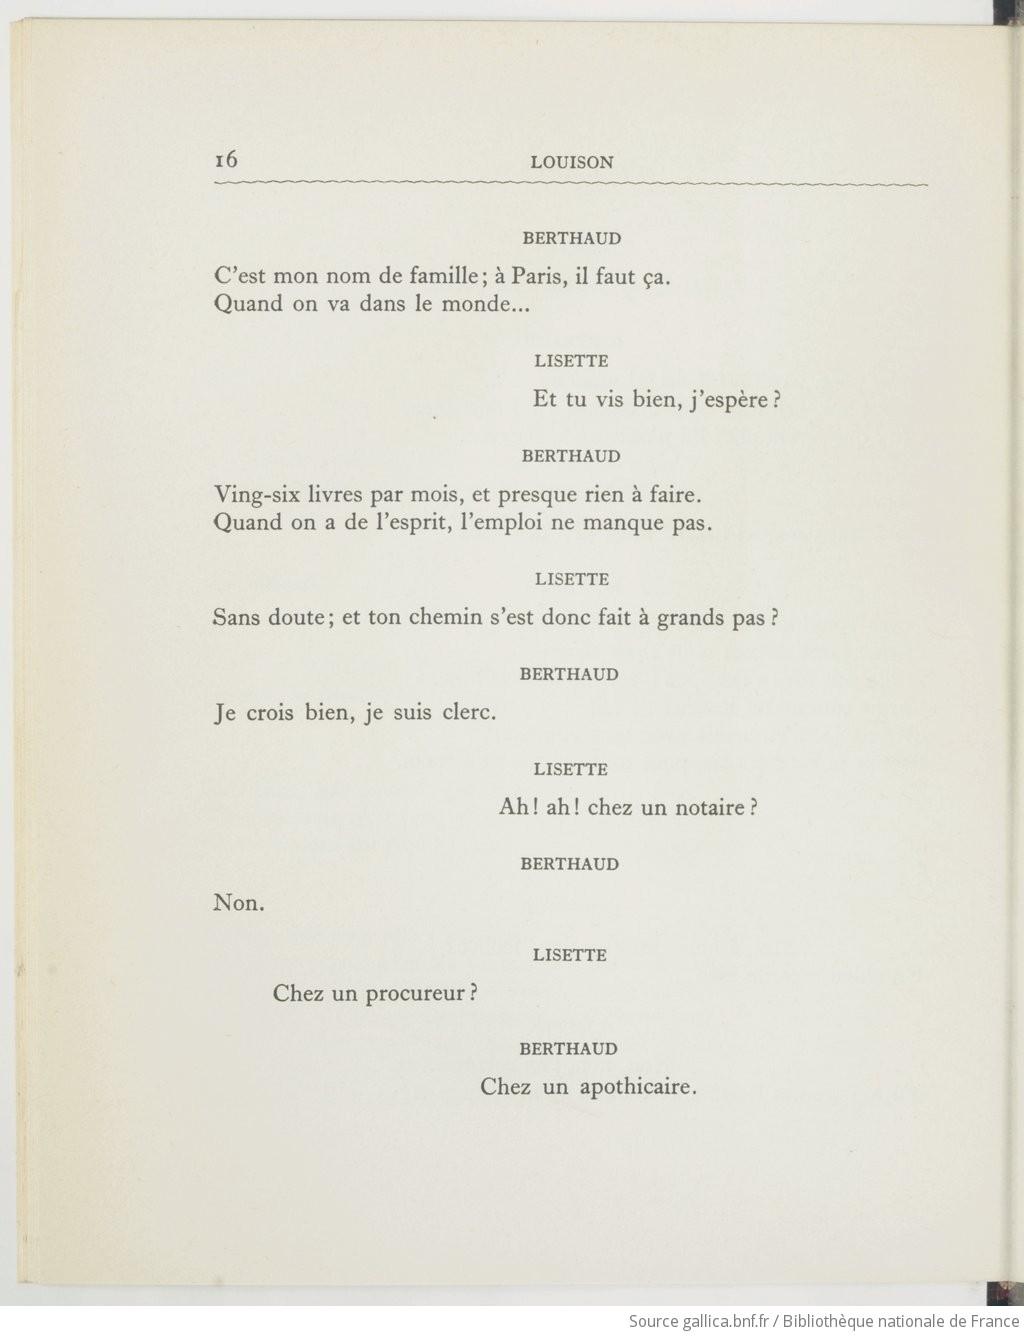 16 LOUISON
BERTHAUD
C'est mon nom de famille ; à Paris, il faut ça.
Quand on va dans le monde...
LISETTE
Et tu vis bien, j'espère ?
BERTHAUD
Ving-six livres par mois, et presque rien à faire.
Quand on a de l'esprit, l'emploi ne manque pas.
LISETTE
Sans doute ; et ton chemin s'est donc fait à grands pas ?
BERTHAUD
Je crois bien, je suis clerc.
LISETTE
Ah ! ah ! chez un notaire ?
BERTHAUD
Non.
LISETTE
Chez un procureur ?
BERTHAUD
Chez un apothicaire.
Source gallica.bnf.fr / Bibliothèque nationale de France